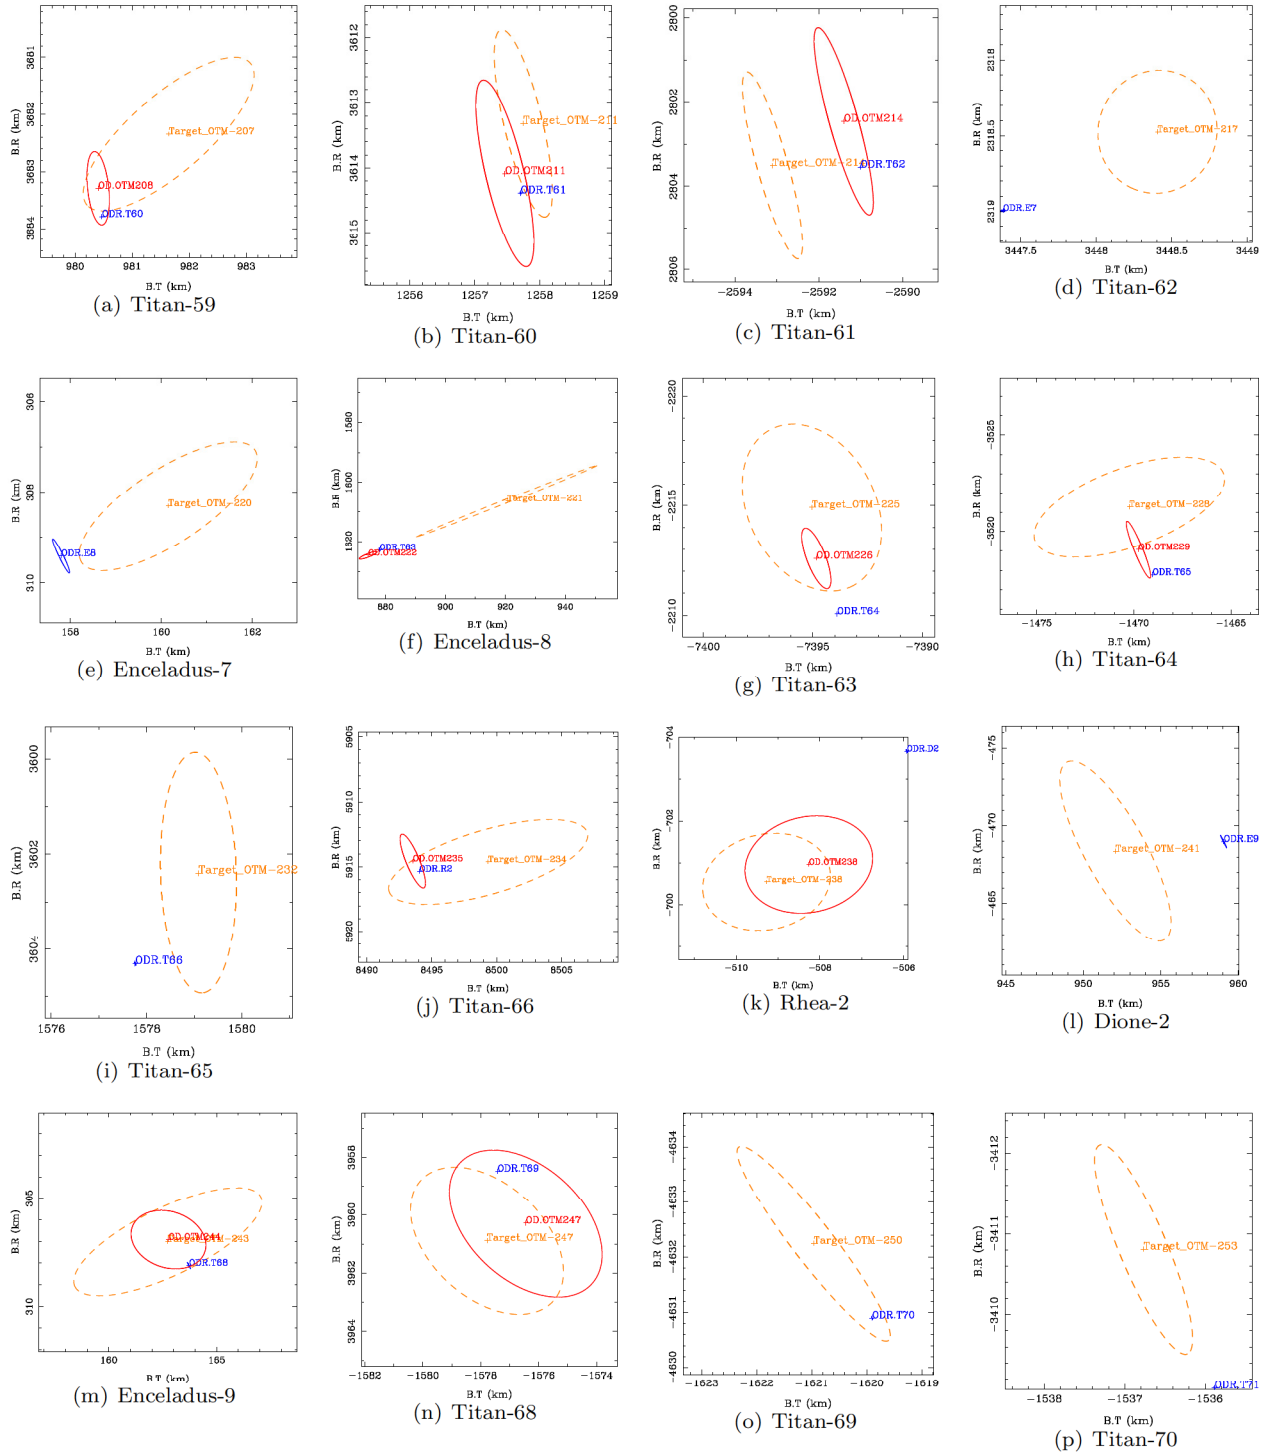 3681
3682
3683
3684
B.R (km)
Target_OTM-207
OD.OTM208
ODR.T60
980
981
982
983
B.T (km)
(a) Titan-59
3612
3613
3614
3615
B.R (km)
Target_OTM-211
OD.OTM211
ODR.T61
1256
1257
1258
1259
B.T (km)
(b) Titan-60
2800
2802
2804
2806
B.R (km)
OD.OTM214
Target_OTM-214
ODR.T62
−2594
−2592
−2590
B.T (km)
(c) Titan-61
2318
2318.5
2319
B.R (km)
Target_OTM-217
ODR.E7
3447.5
3448
3448.5
3449
B.T (km)
(d) Titan-62
306
308
310
B.R (km)
Target_OTM-220
ODR.E8
158
160
162
B.T (km)
(e) Enceladus-7
1600
B.R (km)
Target_OTM-221
ODR.T63
OD.OTM222
880
900
920
940
B.T (km)
(f) Enceladus-8
−2220
−2215
−2210
B.R (km)
Target_OTM-225
OD.OTM226
ODR.T64
−7400
−7395
−7390
B.T (km)
(g) Titan-63
−3525
−3520
B.R (km)
Target_OTM-228
OD.OTM229
ODR.T65
−1475
−1470
−1465
B.T (km)
(h) Titan-64
3600
3602
3604
B.R (km)
Target_OTM-232
ODR.T66
1576
1578
1580
B.T (km)
(i) Titan-65
5905
5910
5915
5920
B.R (km)
OD.OTM235
Target_OTM-234
ODR.R2
8490
8495
8500
8505
B.T (km)
(j) Titan-66
−704
−702
−700
B.R (km)
ODR.D2
OD.OTM238
Target_OTM-238
−510
−508
−506
B.T (km)
(k) Rhea-2
−475
−470
−465
B.R (km)
ODR.E9
Target_OTM-241
945
950
955
960
B.T (km)
(l) Dione-2
305
310
B.R (km)
OD.OTM244
Target_OTM-243
ODR.T68
160
165
B.T (km)
(m) Enceladus-9
3958
3960
3962
3964
B.R (km)
ODR.T69
OD.OTM247
Target_OTM-247
−1582
−1580
−1578
−1576
−1574
B.T (km)
(n) Titan-68
−4634
−4633
−4632
−4631
−4630
B.R (km)
Target_OTM-250
ODR.T70
−1623
−1622
−1621
−1620
−1619
B.T (km)
(o) Titan-69
−3412
−3411
−3410
B.R (km)
Target_OTM-253
ODR.T71
−1538
−1537
−1536
B.T (km)
(p) Titan-70